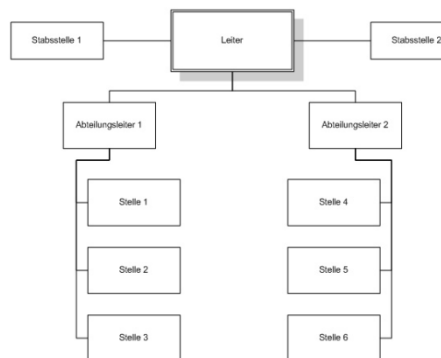 Stabsstelle 1
Leiter
Stabsstelle 2
Abteilungsleiter 1
Abteilungsleiter 2
Stelle 1
Stelle 4
Stelle 2
Stelle 5
Stelle 3
Stelle 6